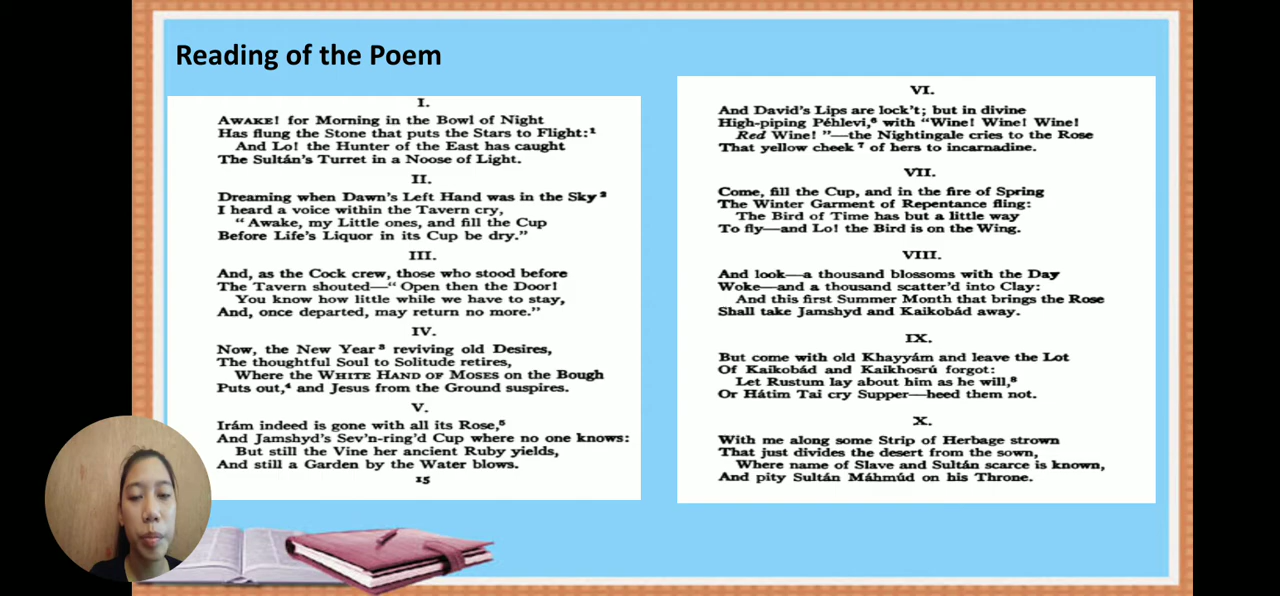 Reading of the Poem
I.
AWAKE! for Morning in the Bowl of Night
Has flung the Stone that puts the Stars to Flight:¹
And Lo! the Hunter of the East has caught
The Sultán's Turret in a Noose of Light.
II.
Dreaming when Dawn's Left Hand was in the Sky²
I heard a voice within the Tavern cry,
"Awake, my Little ones, and fill the Cup
Before Life's Liquor in its Cup be dry."
III.
And, as the Cock crew, those who stood before
The Tavern shouted—"Open then the Door!
You know how little while we have to stay,
And, once departed, may return no more."
IV.
Now, the New Year³ reviving old Desires,
The thoughtful Soul to Solitude retires,
Where the WHITE HAND OF MOSES on the Bough
Puts out,⁴ and Jesus from the Ground suspires.
V.
Irám indeed is gone with all its Rose,⁵
And Jamshyd's Sev'n-ring'd Cup where no one knows:
But still the Vine her ancient Ruby yields,
And still a Garden by the Water blows.
15
VI.
And David's Lips are lock't; but in divine
High-piping Péhlevi,⁶ with "Wine! Wine! Wine!
Red Wine!"—the Nightingale cries to the Rose
That yellow cheek⁷ of hers to incarnadine.
VII.
Come, fill the Cup, and in the fire of Spring
The Winter Garment of Repentance fling:
The Bird of Time has but a little way
To fly—and Lo! the Bird is on the Wing.
VIII.
And look—a thousand blossoms with the Day
Woke—and a thousand scatter'd into Clay:
And this first Summer Month that brings the Rose
Shall take Jamshyd and Kaikobád away.
IX.
But come with old Khayyám and leave the Lot
Of Kaikobád and Kaikhosrú forgot:
Let Rustum lay about him as he will,⁸
Or Hátim Tai cry Supper—heed them not.
X.
With me along some Strip of Herbage strown
That just divides the desert from the sown,
Where name of Slave and Sultán scarce is known,
And pity Sultán Máhmúd on his Throne.